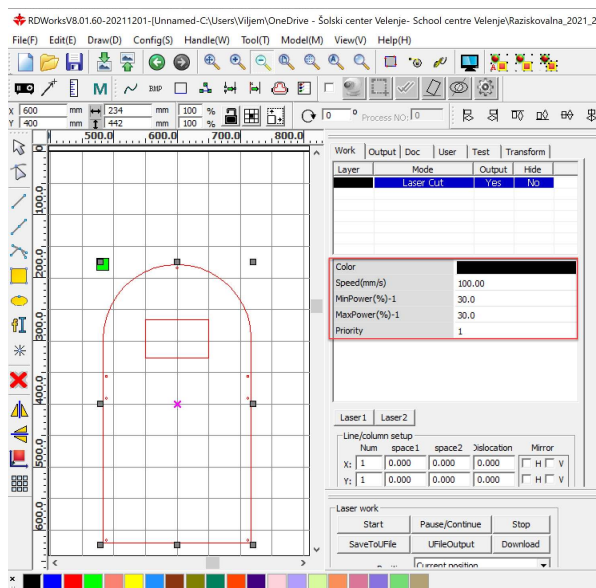 RDWorksV8.01.60-20211201-[Unnamed-C:\Users\Viljem\OneDrive - Šolski center Velenje- School centre Velenje\Raziskovalna_2021_2
File(F) Edit(E) Draw(D) Config(S) Handle(W) Tool(T) Model(M) View(V) Help(H)
M BMP
X 600 mm 234 mm 100 %
Y 400 mm 442 mm 100 %
0 ° Process NO: 0
500.0 600.0 700.0 800.0
0
100.0
200.0
300.0
400.0
500.0
600.0
Work Output Doc User Test Transform
Layer Mode Output Hide
Laser Cut Yes No
Color
Speed(mm/s) 100.00
MinPower(%)-1 30.0
MaxPower(%)-1 30.0
Priority 1
Laser1 Laser2
Line/column setup
Num space1 space2 Dislocation Mirror
X: 1 0.000 0.000 0.000 H V
Y: 1 0.000 0.000 0.000 H V
Laser work
Start Pause/Continue Stop
SaveToUFile UFileOutput Download
Current position